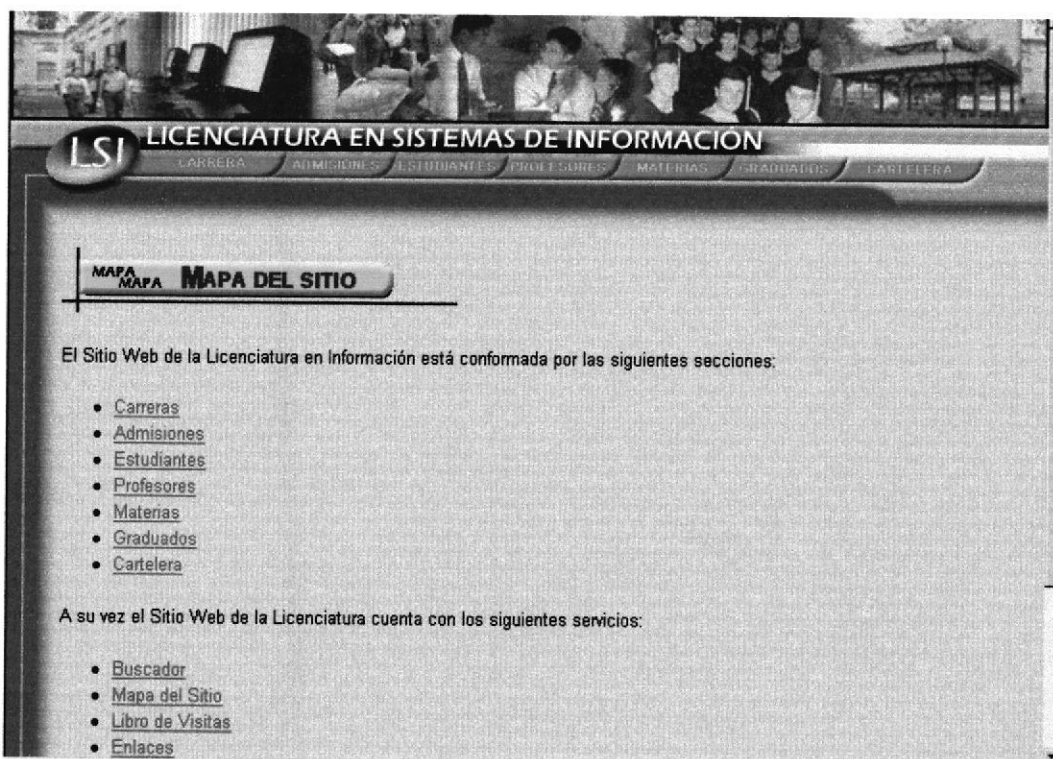 LSI
LICENCIATURA EN SISTEMAS DE INFORMACIÓN
CARRERA ADMISIONES ESTUDIANTES PROFESORES MATERIAS GRADUADOS CARTELERA
MAPA
MAPA MAPA DEL SITIO
El Sitio Web de la Licenciatura en Información está conformada por las siguientes secciones:
• Carreras
• Admisiones
• Estudiantes
• Profesores
• Materias
• Graduados
• Cartelera
A su vez el Sitio Web de la Licenciatura cuenta con los siguientes servicios:
• Buscador
• Mapa del Sitio
• Libro de Visitas
• Enlaces